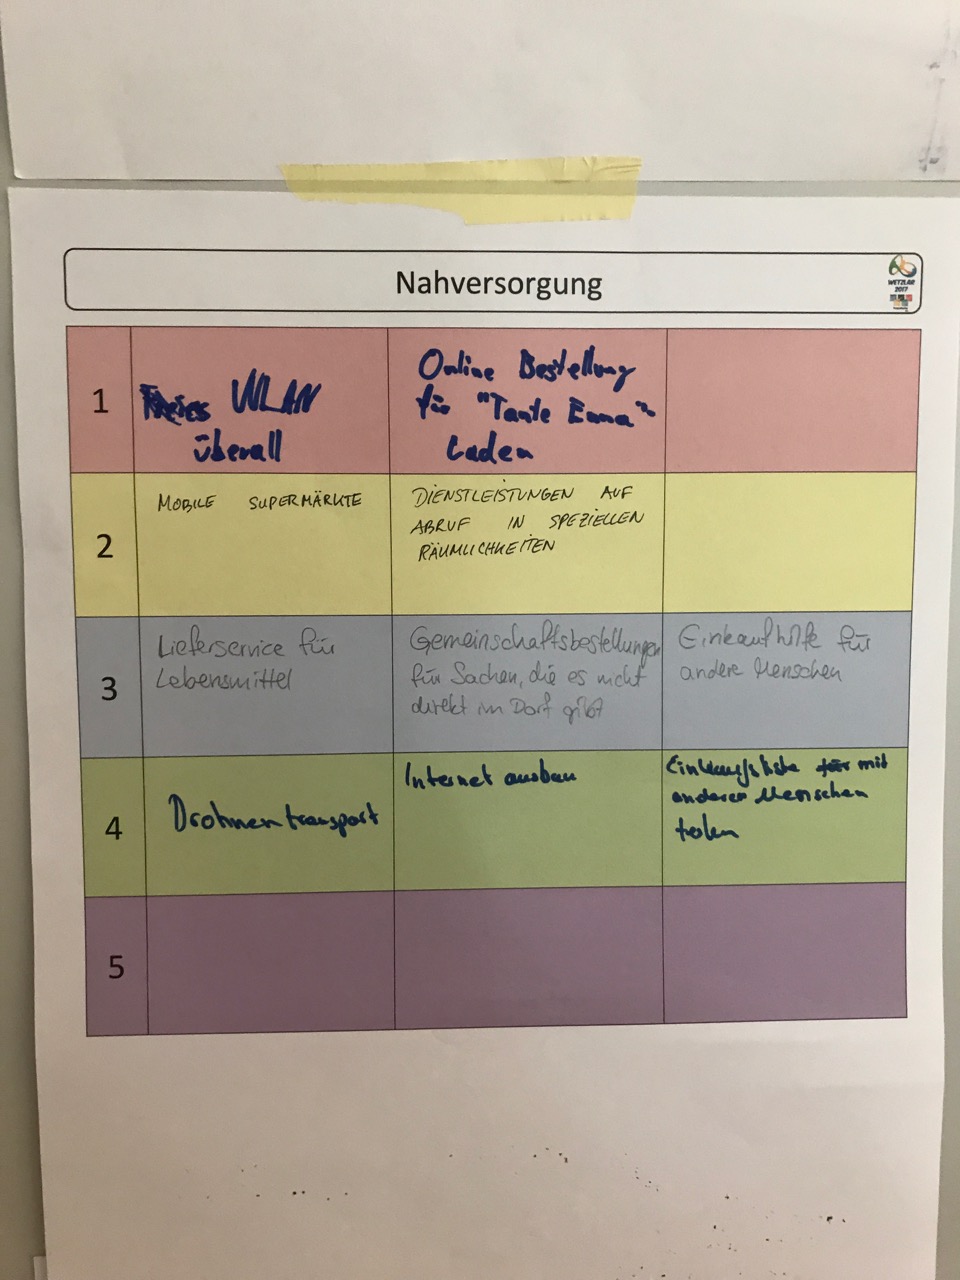 Nahversorgung
WETZLAR
2017
1
Freies WLAN
überall
Online Bestellung
für "Tante Emma"
Laden
2
MOBILE SUPERMÄRKTE
DIENSTLEISTUNGEN AUF
ABRUF IN SPEZIELLEN
RÄUMLICHKEITEN
3
Lieferservice für
Lebensmittel
Gemeinschaftsbestellungen
für Sachen, die es nicht
direkt im Dorf gibt
Einkaufhilfe für
andere Menschen
4
Drohnentransport
Internet ausbau
Einkaufsliste für mit
anderen Menschen
teilen
5